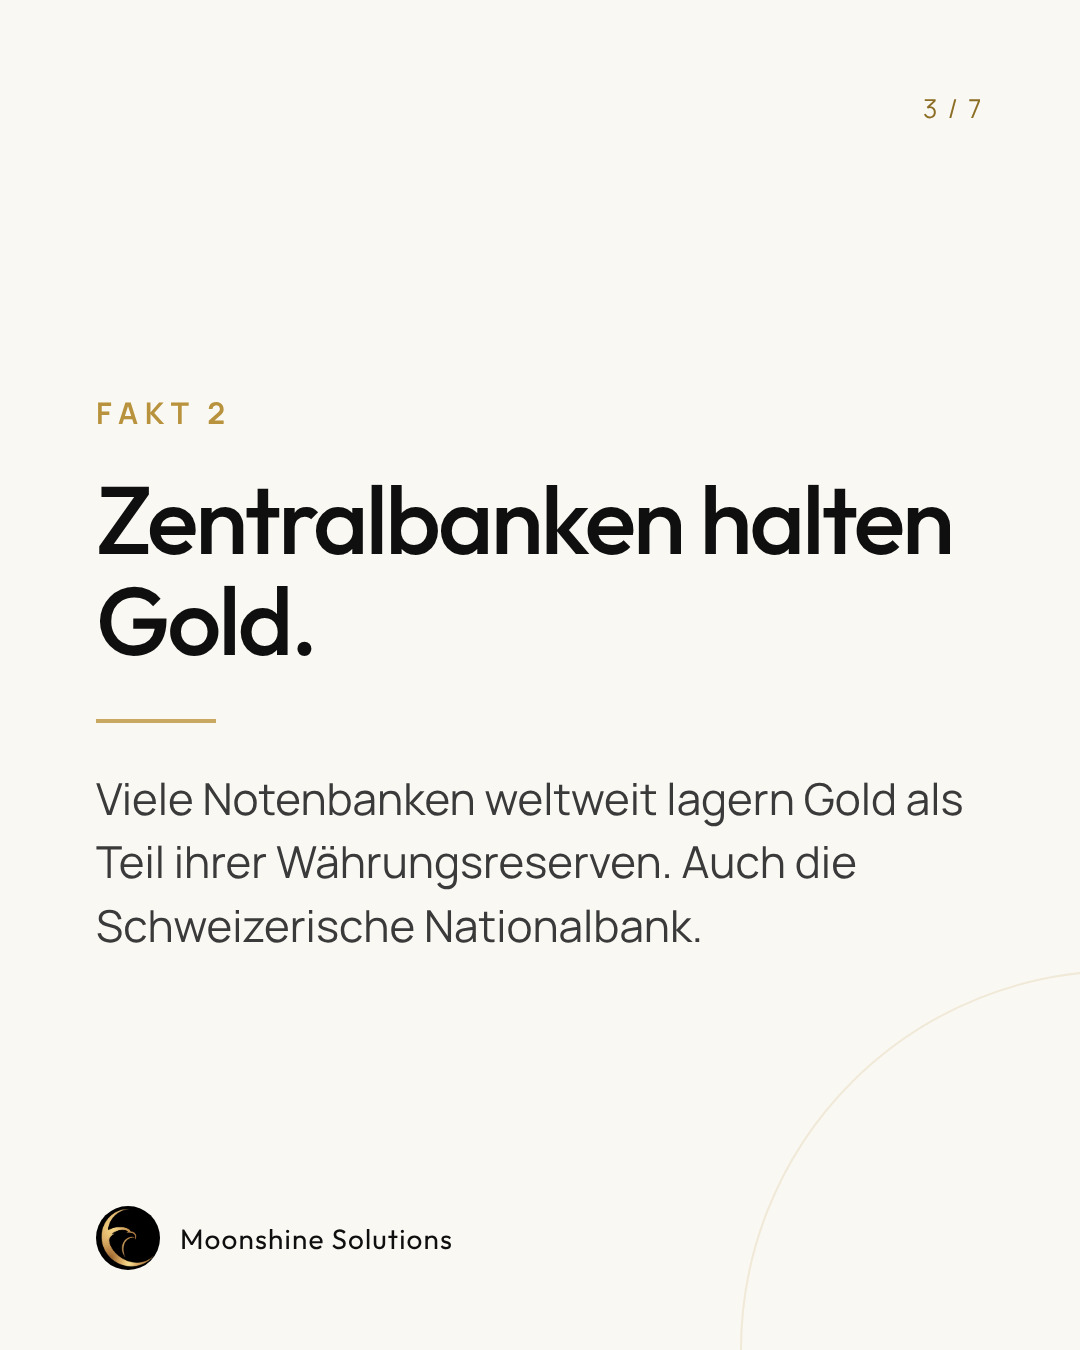 3 / 7
FAKT 2
Zentralbanken halten
Gold.
Viele Notenbanken weltweit lagern Gold als
Teil ihrer Währungsreserven. Auch die
Schweizerische Nationalbank.
Moonshine Solutions